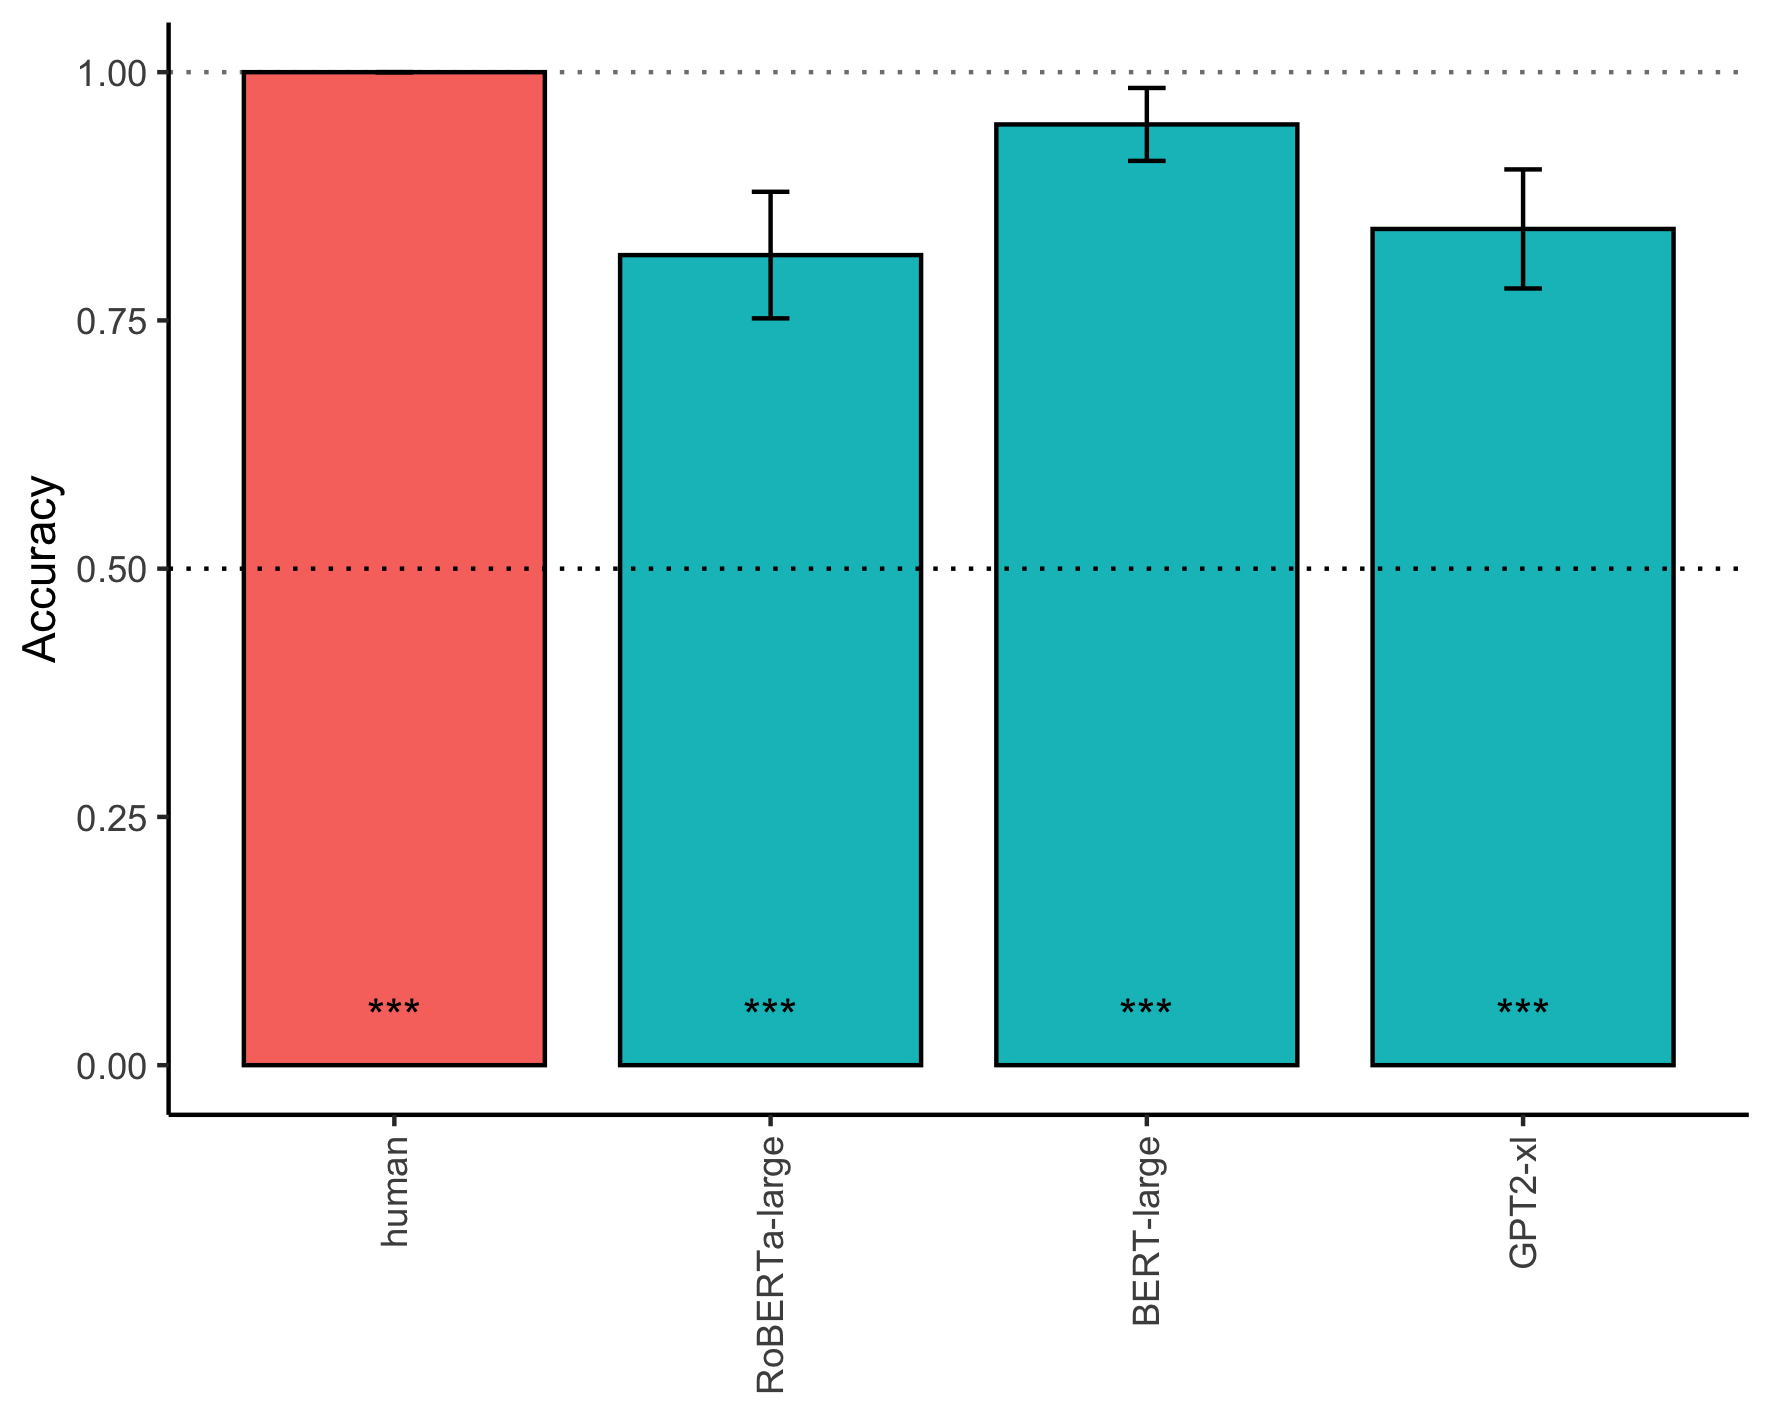 Accuracy
1.00
0.75
0.50
0.25
0.00
*** *** *** ***
human
RoBERTa-large
BERT-large
GPT2-xl